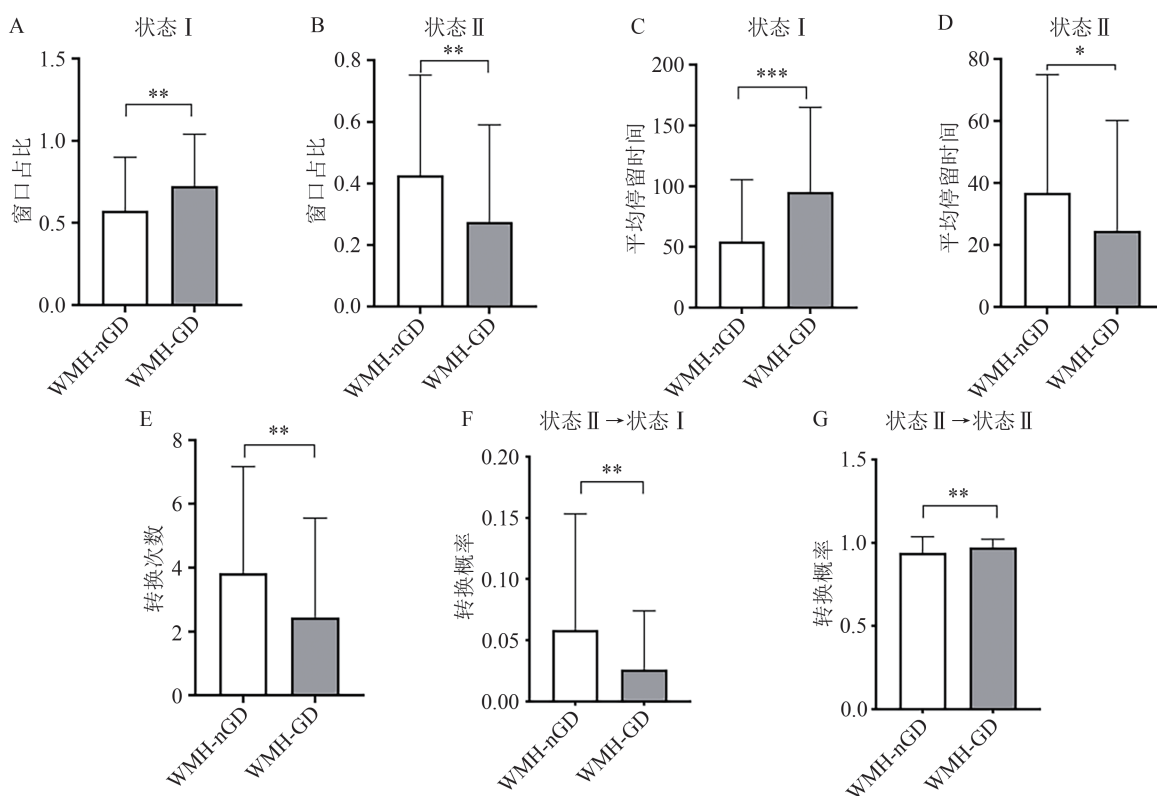 A
状态Ⅰ
1.5
1.0
0.5
0.0
窗口占比
**
WMH-nGD
WMH-GD
B
状态Ⅱ
0.8
0.6
0.4
0.2
0.0
窗口占比
**
WMH-nGD
WMH-GD
C
状态Ⅰ
200
150
100
50
0
平均停留时间
***
WMH-nGD
WMH-GD
D
状态Ⅱ
80
60
40
20
0
平均停留时间
*
WMH-nGD
WMH-GD
E
8
6
4
2
0
转换次数
**
WMH-nGD
WMH-GD
F
状态Ⅱ→状态Ⅰ
0.20
0.15
0.10
0.05
0.00
转换概率
**
WMH-nGD
WMH-GD
G
状态Ⅱ→状态Ⅱ
1.5
1.0
0.5
0.0
转换概率
**
WMH-nGD
WMH-GD